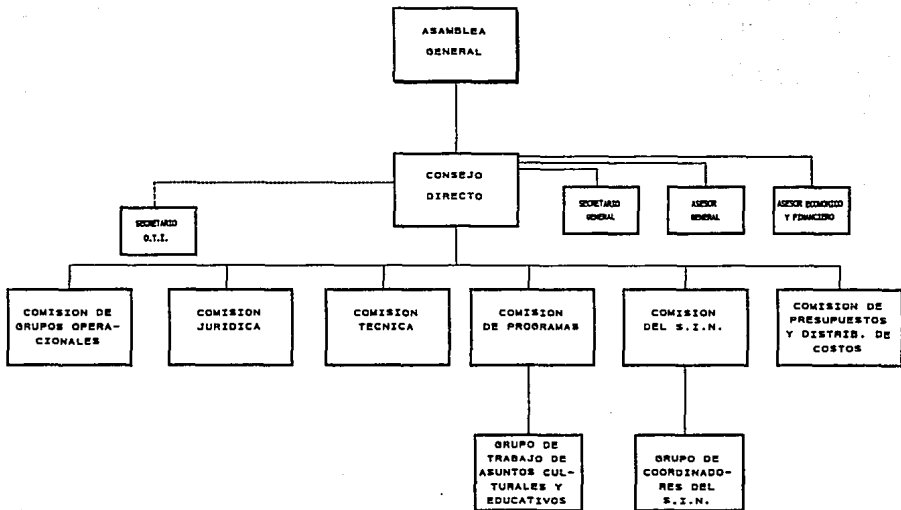 ASAMBLEA
GENERAL
CONSEJO
DIRECTO
SECRETARIO
O.T.I.
SECRETARIO
GENERAL
ASESOR
GENERAL
ASESOR ECONOMICO
Y FINANCIERO
COMISION DE
GRUPOS OPERA-
CIONALES
COMISION
JURIDICA
COMISION
TECNICA
COMISION
DE PROGRAMAS
COMISION
DEL S.I.N.
COMISION DE
PRESUPUESTOS
Y DISTRIB. DE
COSTOS
GRUPO DE
TRABAJO DE
ASUNTOS CUL-
TURALES Y
EDUCATIVOS
GRUPO DE
COORDINADO-
RES DEL
S.I.N.